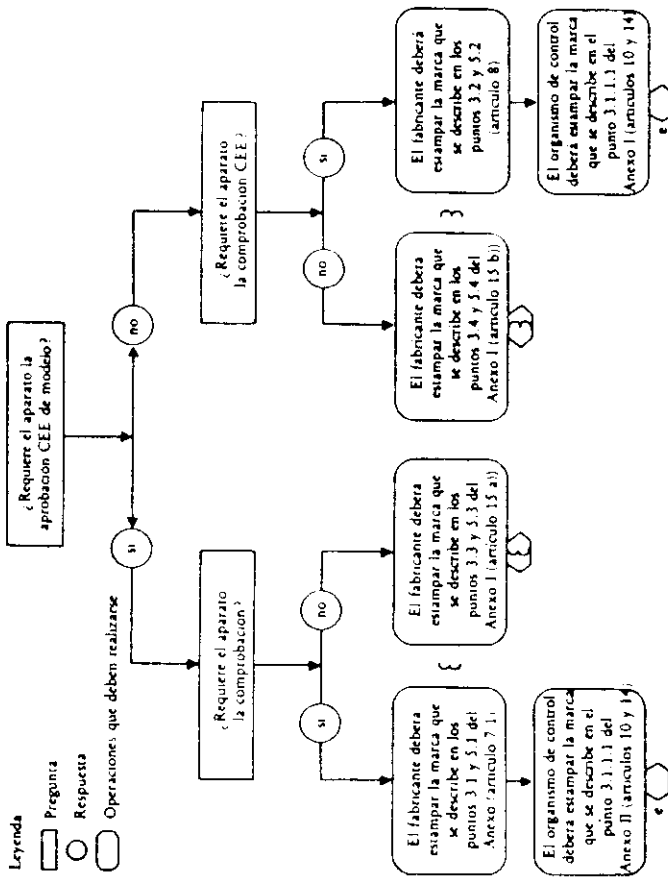 Leyenda
Pregunta
Respuesta
Operaciones que deben realizarse
¿Requiere el aparato la
aprobación CEE de modelo?
si
no
¿Requiere el aparato
la comprobación?
¿Requiere el aparato
la comprobación CEE?
si
no
no
si
El fabricante debera
estampar la marca que
se describe en los
puntos 3.1 y 5.1 del
Anexo (artículo 7 1)
El fabricante debera
estampar la marca que
se describe en los
puntos 3.3 y 5.3 del
Anexo I (artículo 15 a))
El fabricante debera
estampar la marca que
se describe en los
puntos 3.4 y 5.4 del
Anexo I (artículo 15 b))
El fabricante deberá
estampar la marca que
se describe en los
puntos 3.2 y 5.2
(artículo 8)
El organismo de control
deberá estampar la marca
que se describe en el
punto 3.1.1.1 del
Anexo II (artículos 10 y 14)
El organismo de control
deberá estampar la marca
que se describe en el
punto 3.1.1.1 del
Anexo I (artículos 10 y 14)
e
e